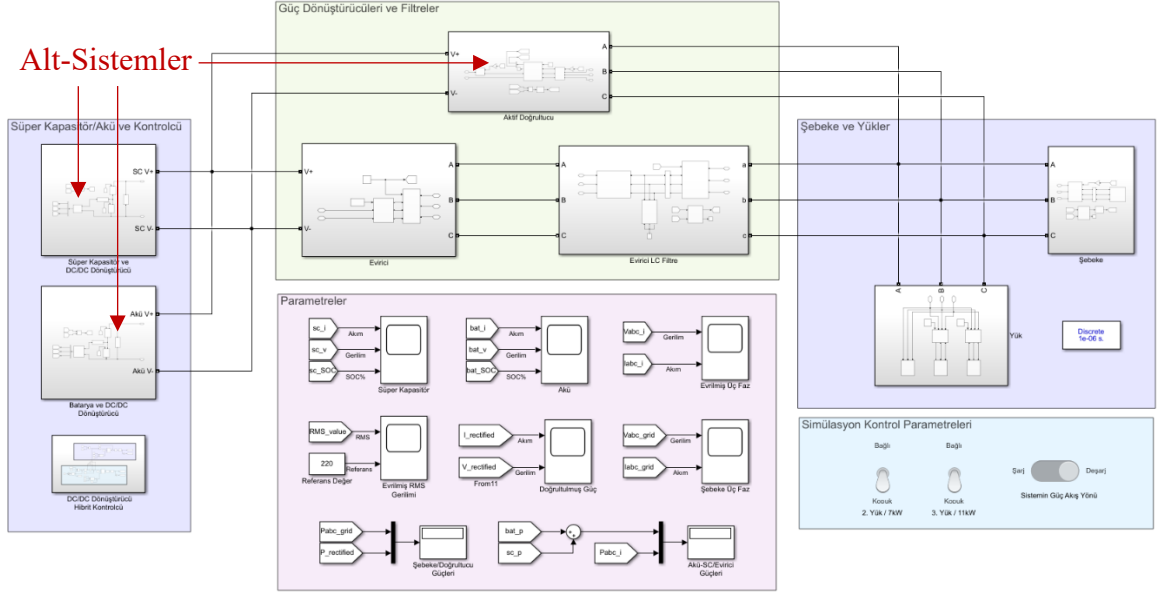 Güç Dönüştürücüleri ve Filtreler
V+
V-
A
B
C
Aktif Doğrultucu
Alt-Sistemler
Süper Kapasitör/Akü ve Kontrolcü
SC V+
SC V-
Süper Kapasitör ve
DC/DC Dönüştürücü
Akü V+
Akü V-
Batarya ve DC/DC
Dönüştürücü
DC/DC Dönüştürücü
Hibrit Kontrolcü
V+
V-
A
B
C
Evirici
A
B
C
a
b
c
Evirici LC Filtre
Şebeke ve Yükler
A
B
C
Şebeke
A
B
C
Yük
Discrete
1e-06 s.
Parametreler
sc_i
Akım
sc_v
Gerilim
sc_SOC
SOC%
Süper Kapasitör
bat_i
Akım
bat_v
Gerilim
bat_SOC
SOC%
Akü
Vabc_i
Gerilim
Iabc_i
Akım
Evrilmiş Üç Faz
RMS_value
RMS
220
Referans
Referans Değer
Evrilmiş RMS
Gerilimi
I_rectified
Akım
V_rectified
Gerilim
From11
Doğrultulmuş Güç
Vabc_grid
Gerilim
Iabc_grid
Akım
Şebeke Üç Faz
Pabc_grid
P_rectified
Şebeke/Doğrultucu
Güçleri
bat_p
sc_p
Pabc_i
Akü-SC/Evirici
Güçleri
Simülasyon Kontrol Parametreleri
Bağlı
Kopuk
2. Yük / 7kW
Bağlı
Kopuk
3. Yük / 11kW
Şarj
Deşarj
Sistemin Güç Akış Yönü